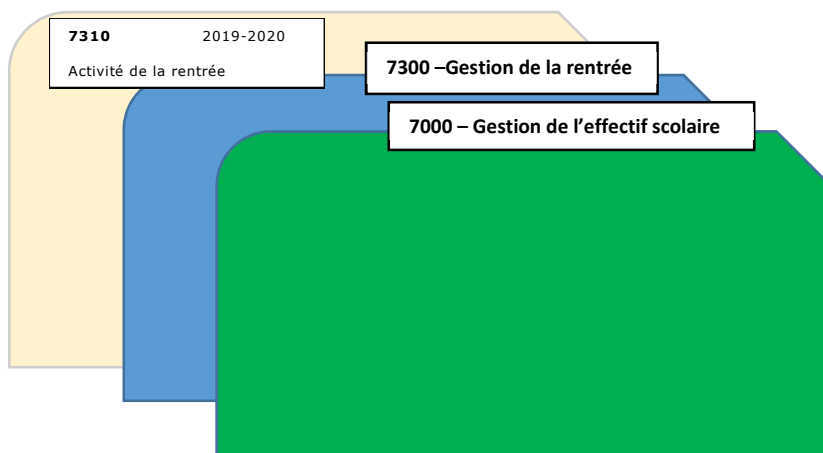 7310 2019-2020
Activité de la rentrée
7300 –Gestion de la rentrée
7000 – Gestion de l'effectif scolaire